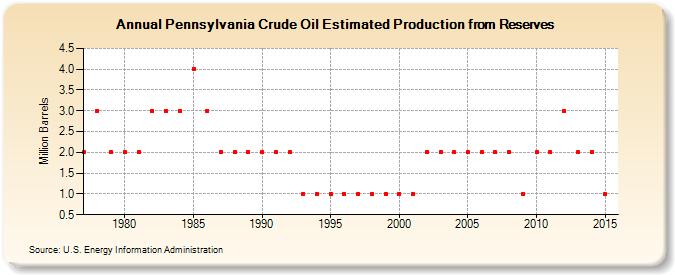 Annual Pennsylvania Crude Oil Estimated Production from Reserves
Million Barrels
4.5
4.0
3.5
3.0
2.5
2.0
1.5
1.0
0.5
1980 1985 1990 1995 2000 2005 2010 2015
Source: U.S. Energy Information Administration